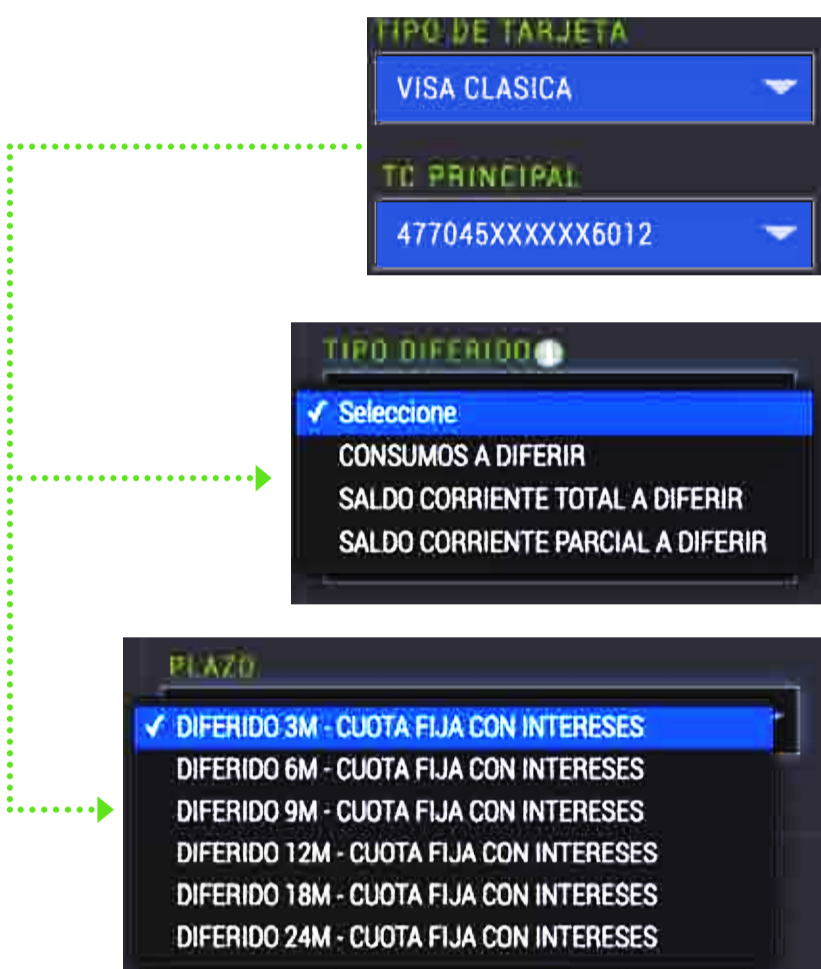 TIPO DE TARJETA
VISA CLASICA
TC PRINCIPAL
477045XXXXXX6012
TIPO DIFERIDO
✓ Seleccione
CONSUMOS A DIFERIR
SALDO CORRIENTE TOTAL A DIFERIR
SALDO CORRIENTE PARCIAL A DIFERIR
PLAZO
✓ DIFERIDO 3M - CUOTA FIJA CON INTERESES
DIFERIDO 6M - CUOTA FIJA CON INTERESES
DIFERIDO 9M - CUOTA FIJA CON INTERESES
DIFERIDO 12M - CUOTA FIJA CON INTERESES
DIFERIDO 18M - CUOTA FIJA CON INTERESES
DIFERIDO 24M - CUOTA FIJA CON INTERESES